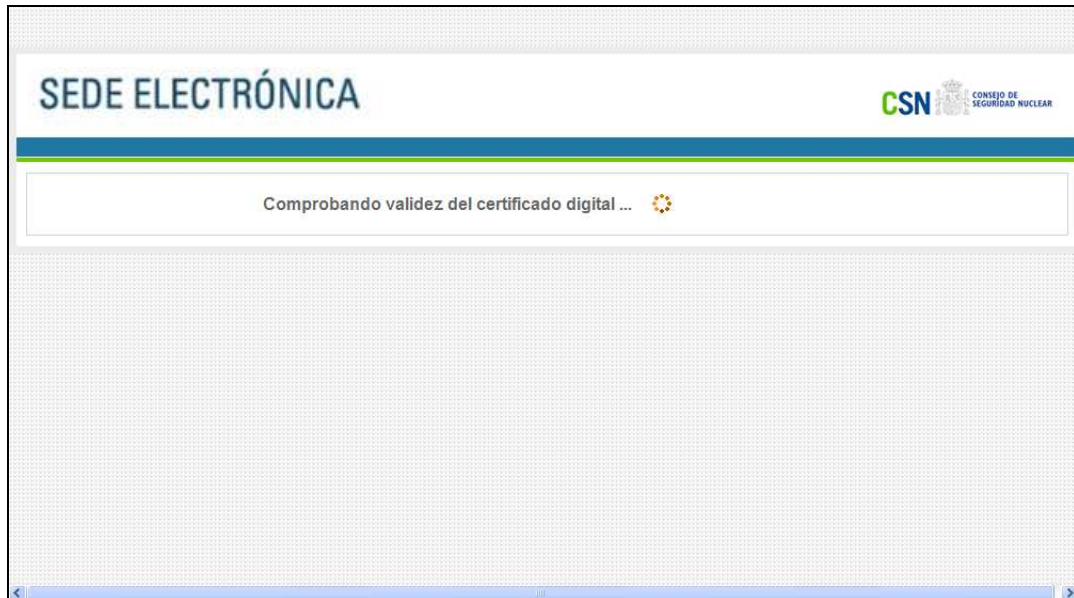 SEDE ELECTRÓNICA
CSN
CONSEJO DE
SEGURIDAD NUCLEAR
Comprobando validez del certificado digital ...